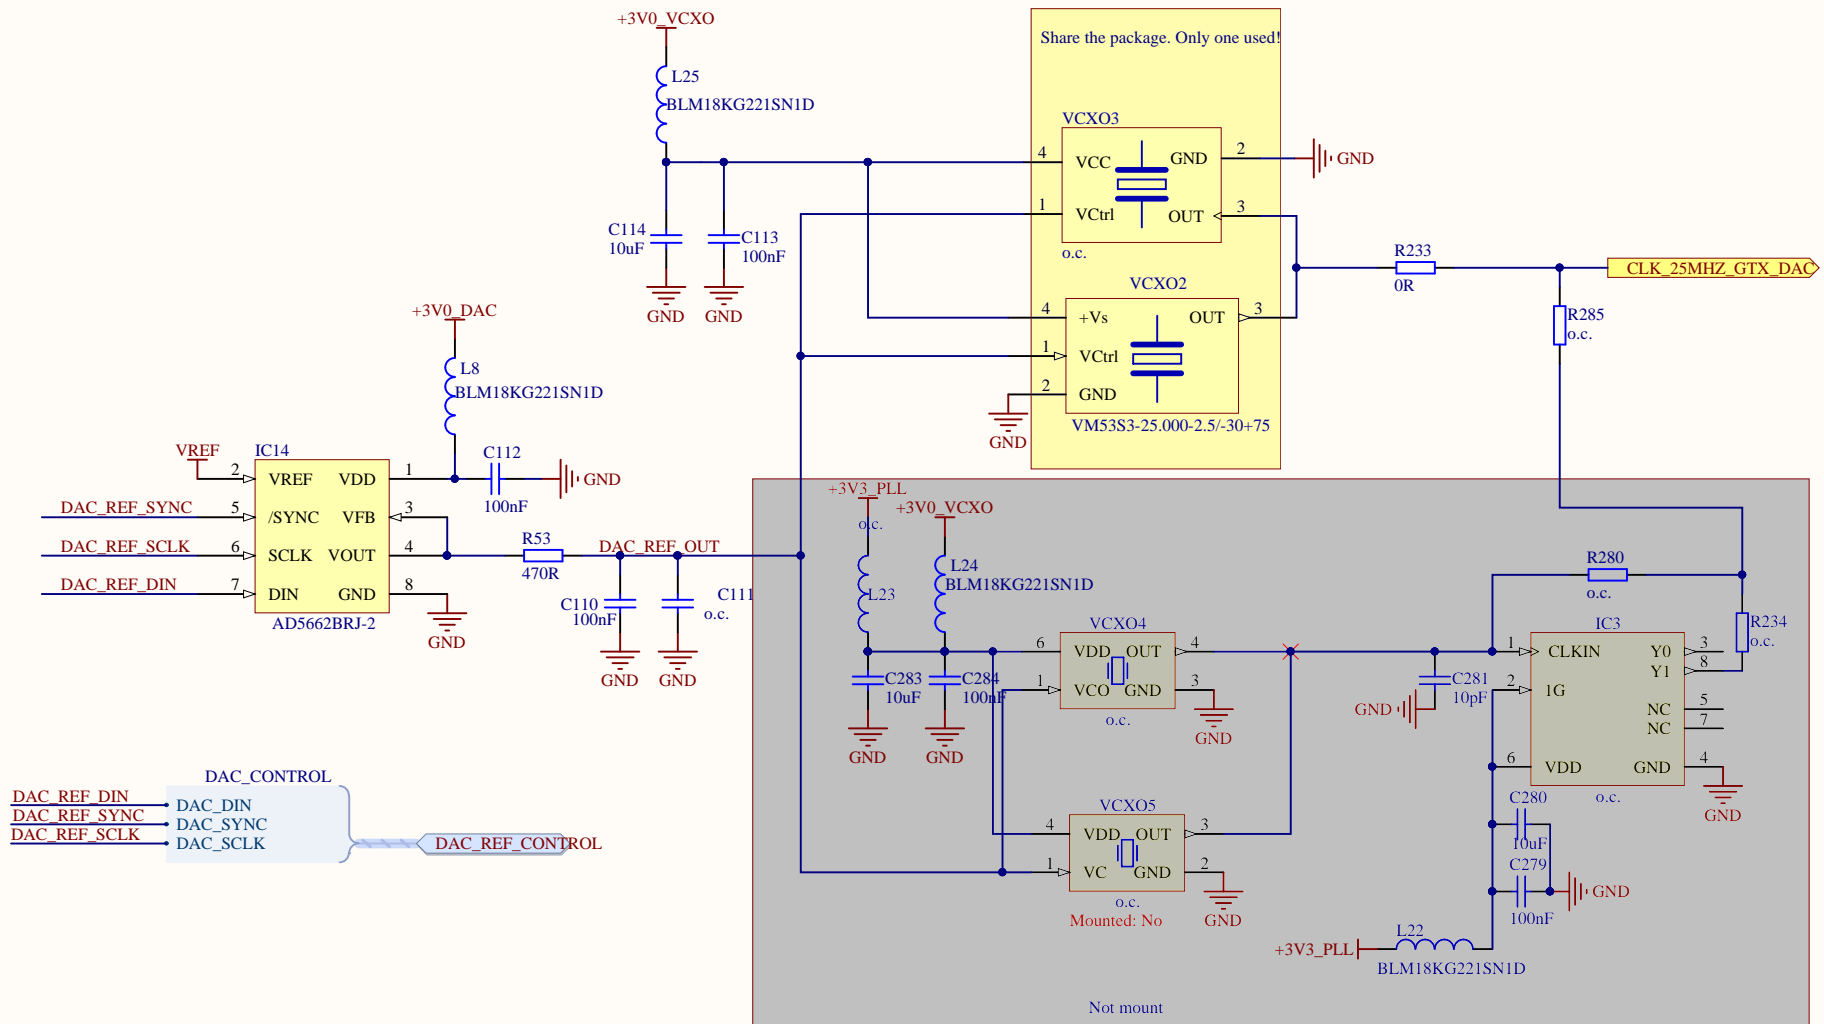 +3V0_VCXO
L25
BLM18KG221SN1D
C114
10uF
C113
100nF
GND
GND
Share the package. Only one used!
VCXO3
4
VCC
GND
2
GND
1
VCtrl
OUT
3
o.c.
VCXO2
4
+Vs
OUT
3
1
VCtrl
2
GND
GND
VM53S3-25.000-2.5/-30+75
R233
0R
CLK_25MHZ_GTX_DAC
R285
o.c.
+3V0_DAC
L8
BLM18KG221SN1D
VREF
IC14
C112
100nF
GND
2
VREF
VDD
1
DAC_REF_SYNC
5
/SYNC
VFB
3
DAC_REF_SCLK
6
SCLK
VOUT
4
DAC_REF_DIN
7
DIN
GND
8
AD5662BRJ-2
GND
R53
470R
DAC_REF_OUT
C110
100nF
C111
o.c.
GND
GND
+3V3_PLL
o.c.
+3V0_VCXO
L23
L24
BLM18KG221SN1D
C283
10uF
C284
100nF
GND
GND
VCXO4
6
VDD
OUT
4
1
VCO
GND
3
o.c.
GND
VCXO5
4
VDD
OUT
3
1
VC
GND
2
o.c.
Mounted: No
GND
C281
10pF
GND
R280
o.c.
R234
o.c.
IC3
1
CLKIN
Y0
3
Y1
8
2
1G
NC
5
NC
7
6
VDD
GND
4
o.c.
GND
C280
10uF
C279
100nF
GND
L22
+3V3_PLL
BLM18KG221SN1D
Not mount
DAC_CONTROL
DAC_REF_DIN
DAC_DIN
DAC_REF_SYNC
DAC_SYNC
DAC_REF_SCLK
DAC_SCLK
DAC_REF_CONTROL